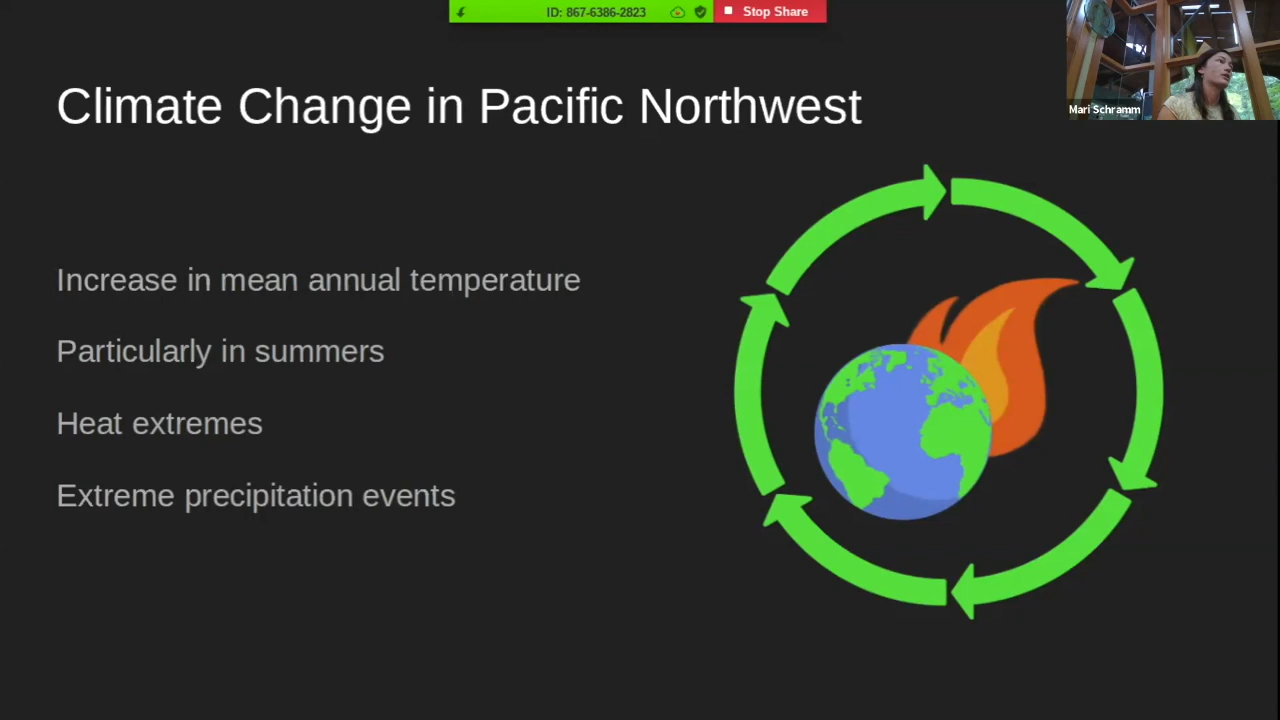 ID: 867-6386-2823
Stop Share
Mari Schramm
Climate Change in Pacific Northwest
Increase in mean annual temperature
Particularly in summers
Heat extremes
Extreme precipitation events